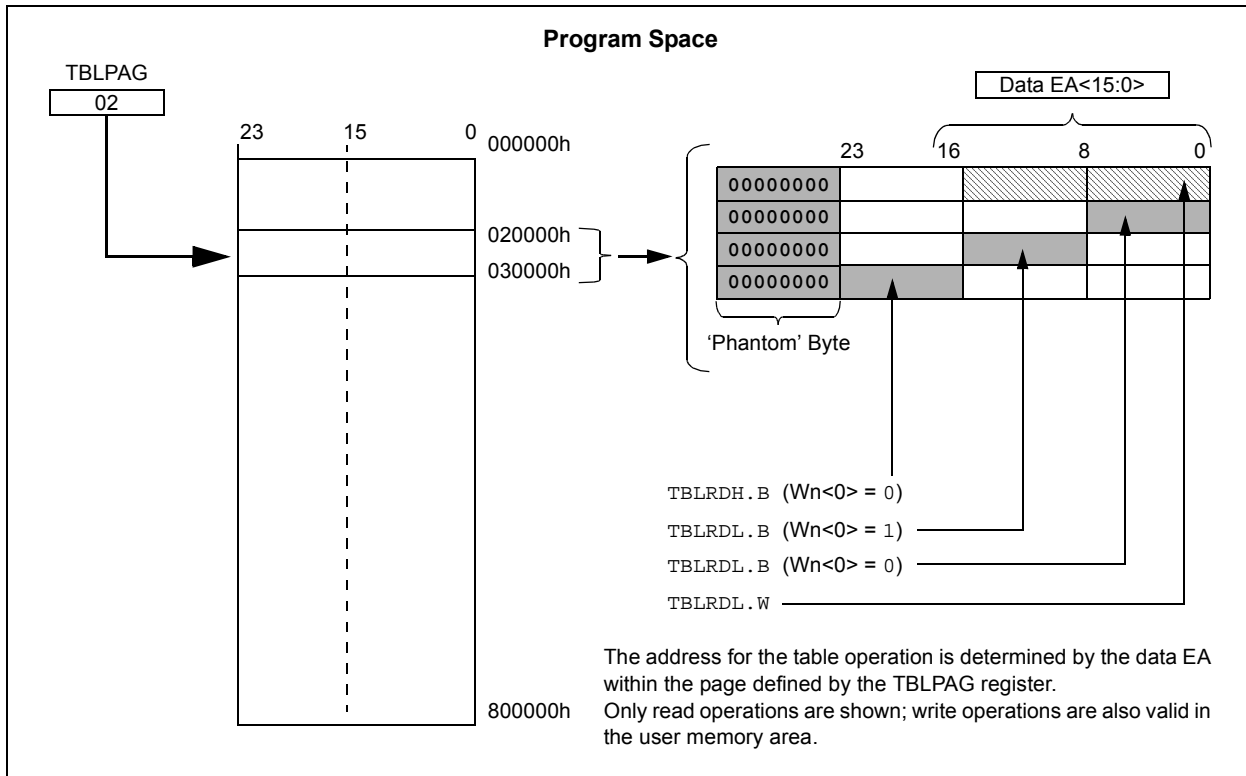 Program Space
TBLPAG
02
Data EA<15:0>
23 15 0
000000h
020000h
030000h
800000h
23 16 8 0
00000000
00000000
00000000
00000000
‘Phantom’ Byte
TBLRDH.B (Wn<0> = 0)
TBLRDL.B (Wn<0> = 1)
TBLRDL.B (Wn<0> = 0)
TBLRDL.W
The address for the table operation is determined by the data EA
within the page defined by the TBLPAG register.
Only read operations are shown; write operations are also valid in
the user memory area.